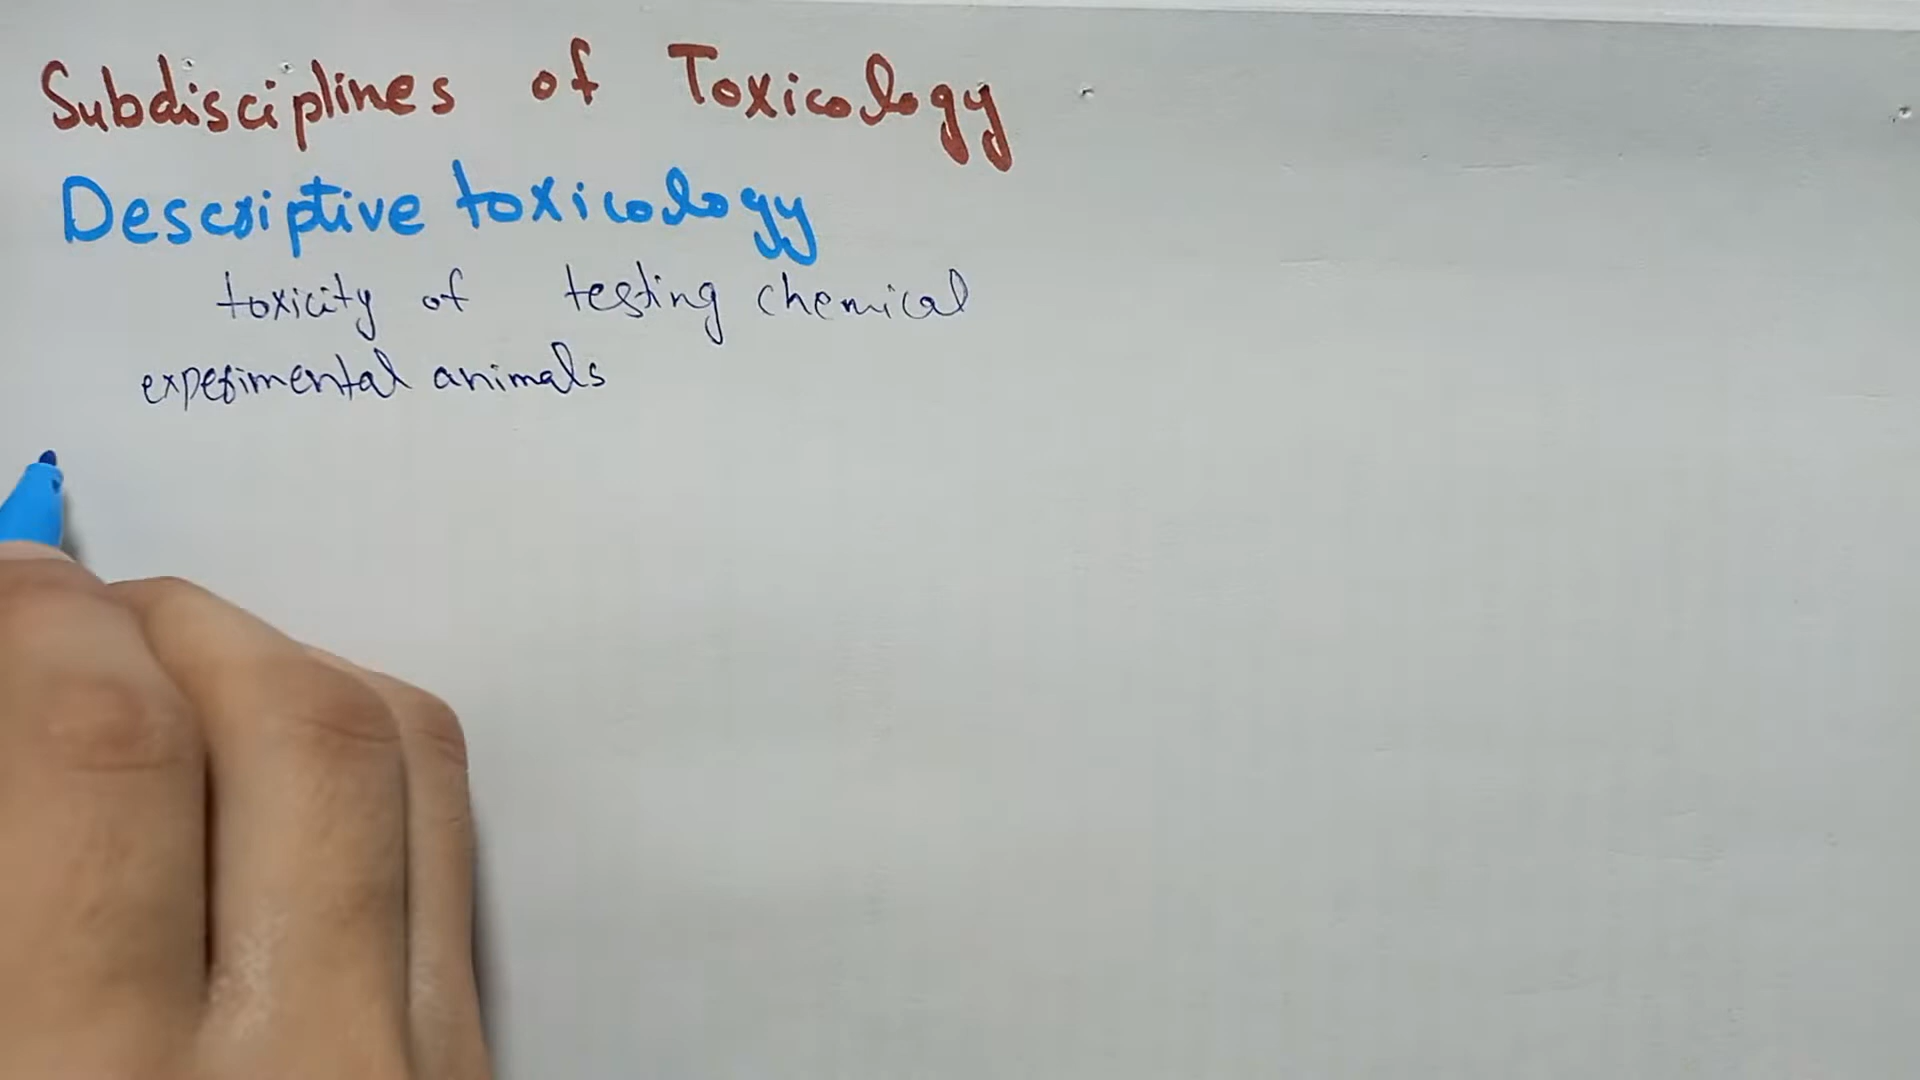 Subdisciplines of Toxicology
Descriptive toxicology
toxicity of testing chemical
experimental animals